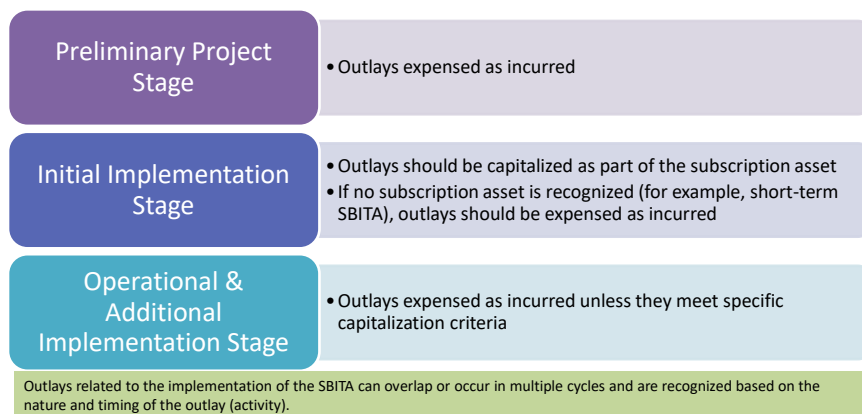 Preliminary Project
Stage
• Outlays expensed as incurred
Initial Implementation
Stage
• Outlays should be capitalized as part of the subscription asset
• If no subscription asset is recognized (for example, short-term
SBITA), outlays should be expensed as incurred
Operational &
Additional
Implementation Stage
• Outlays expensed as incurred unless they meet specific
capitalization criteria
Outlays related to the implementation of the SBITA can overlap or occur in multiple cycles and are recognized based on the
nature and timing of the outlay (activity).